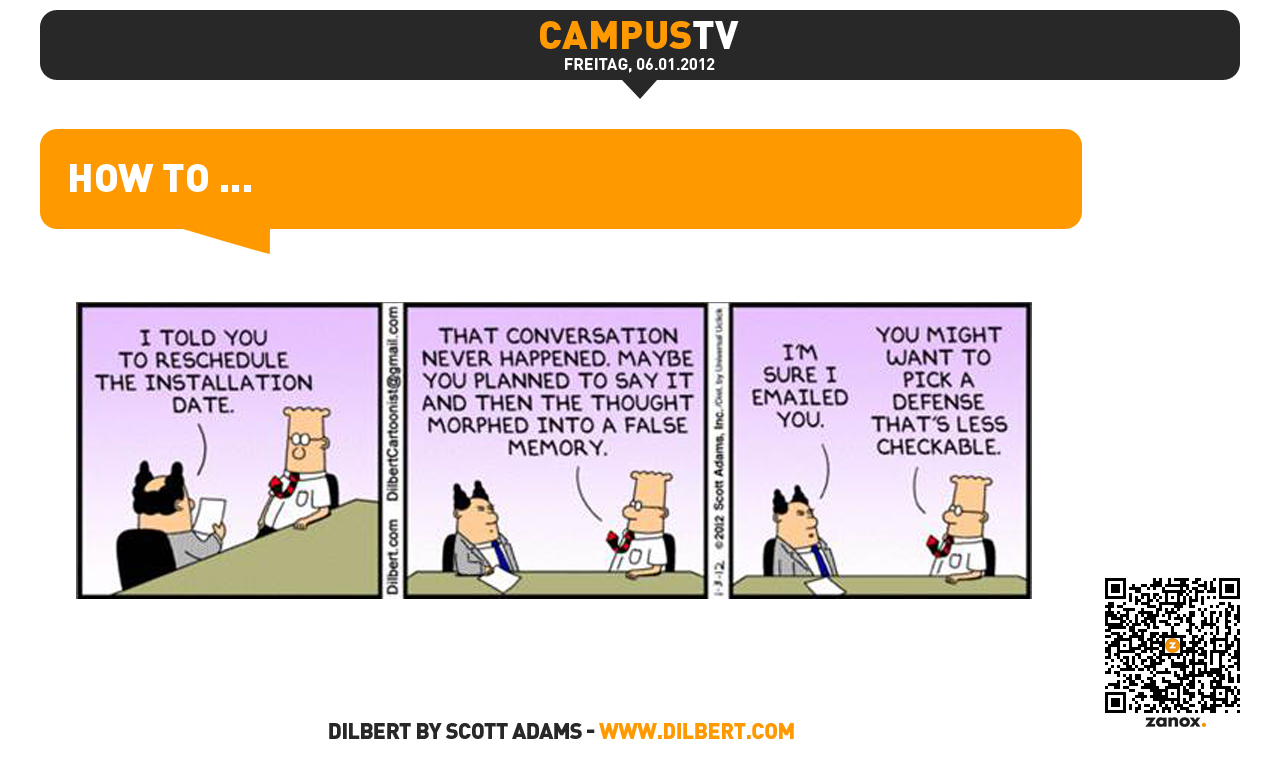 CAMPUSTV
FREITAG, 06.01.2012
HOW TO ...
I TOLD YOU
TO RESCHEDULE
THE INSTALLATION
DATE.
Dilbert.com DilbertCartoonist@gmail.com
THAT CONVERSATION
NEVER HAPPENED. MAYBE
YOU PLANNED TO SAY IT
AND THEN THE THOUGHT
MORPHED INTO A FALSE
MEMORY.
1-3-12 ©2012 Scott Adams, Inc. /Dist. by Universal Uclick
I'M
SURE I
EMAILED
YOU.
YOU MIGHT
WANT TO
PICK A
DEFENSE
THAT'S LESS
CHECKABLE.
z
zanox.
DILBERT BY SCOTT ADAMS - WWW.DILBERT.COM